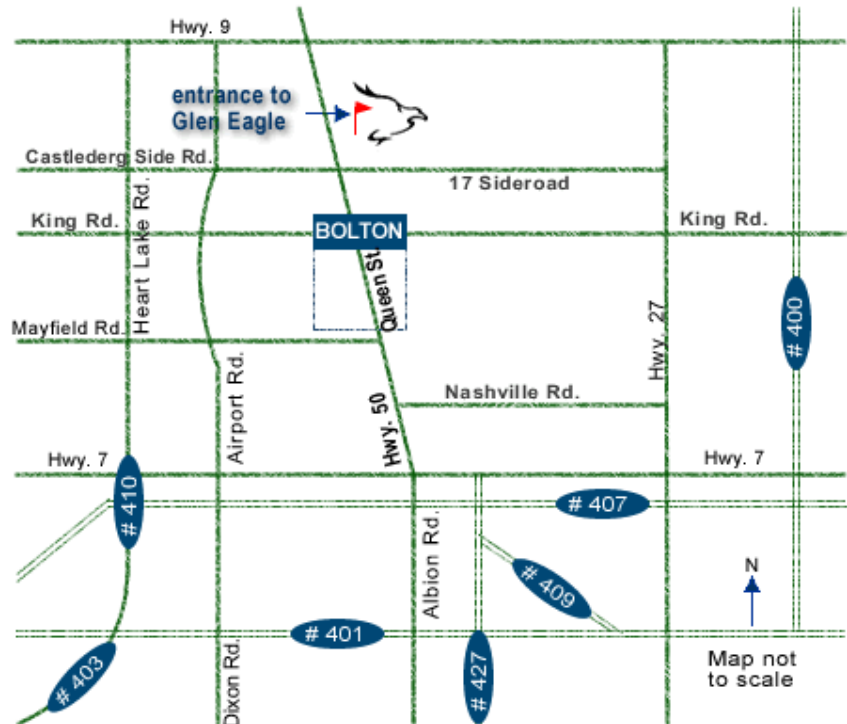 Hwy. 9
entrance to
Glen Eagle
Castlederg Side Rd.
17 Sideroad
King Rd.
King Rd.
BOLTON
Heart Lake Rd.
Queen St.
Hwy. 27
# 400
Mayfield Rd.
Airport Rd.
Hwy. 50
Nashville Rd.
Hwy. 7
Hwy. 7
# 410
# 407
Albion Rd.
# 409
N
# 401
# 403
Dixon Rd.
# 427
Map not
to scale